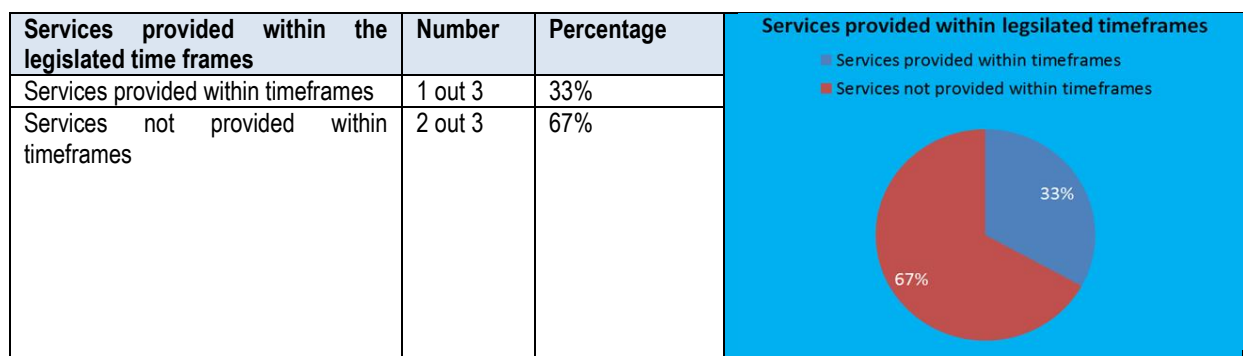 Services provided within the
legislated time frames
Number
Percentage
Services provided within timeframes
1 out 3
33%
Services not provided within
timeframes
2 out 3
67%
Services provided within legsilated timeframes
Services provided within timeframes
Services not provided within timeframes
33%
67%